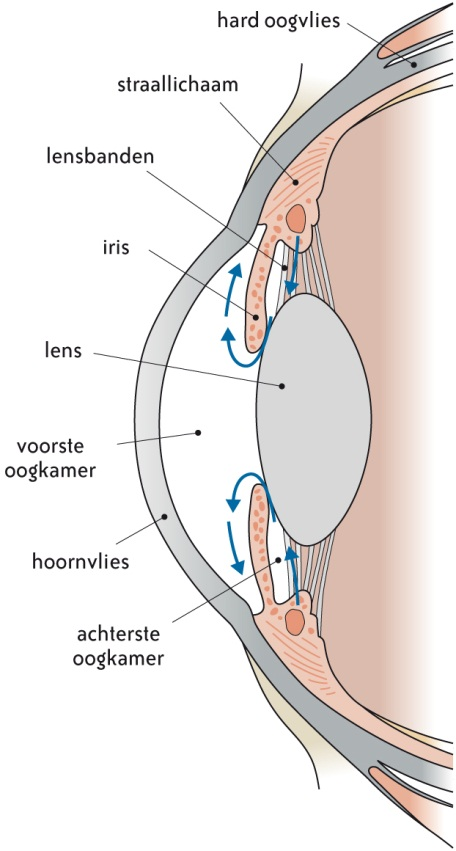 hard oogvlies
straallichaam
lensbanden
iris
lens
voorste
oogkamer
hoornvlies
achterste
oogkamer